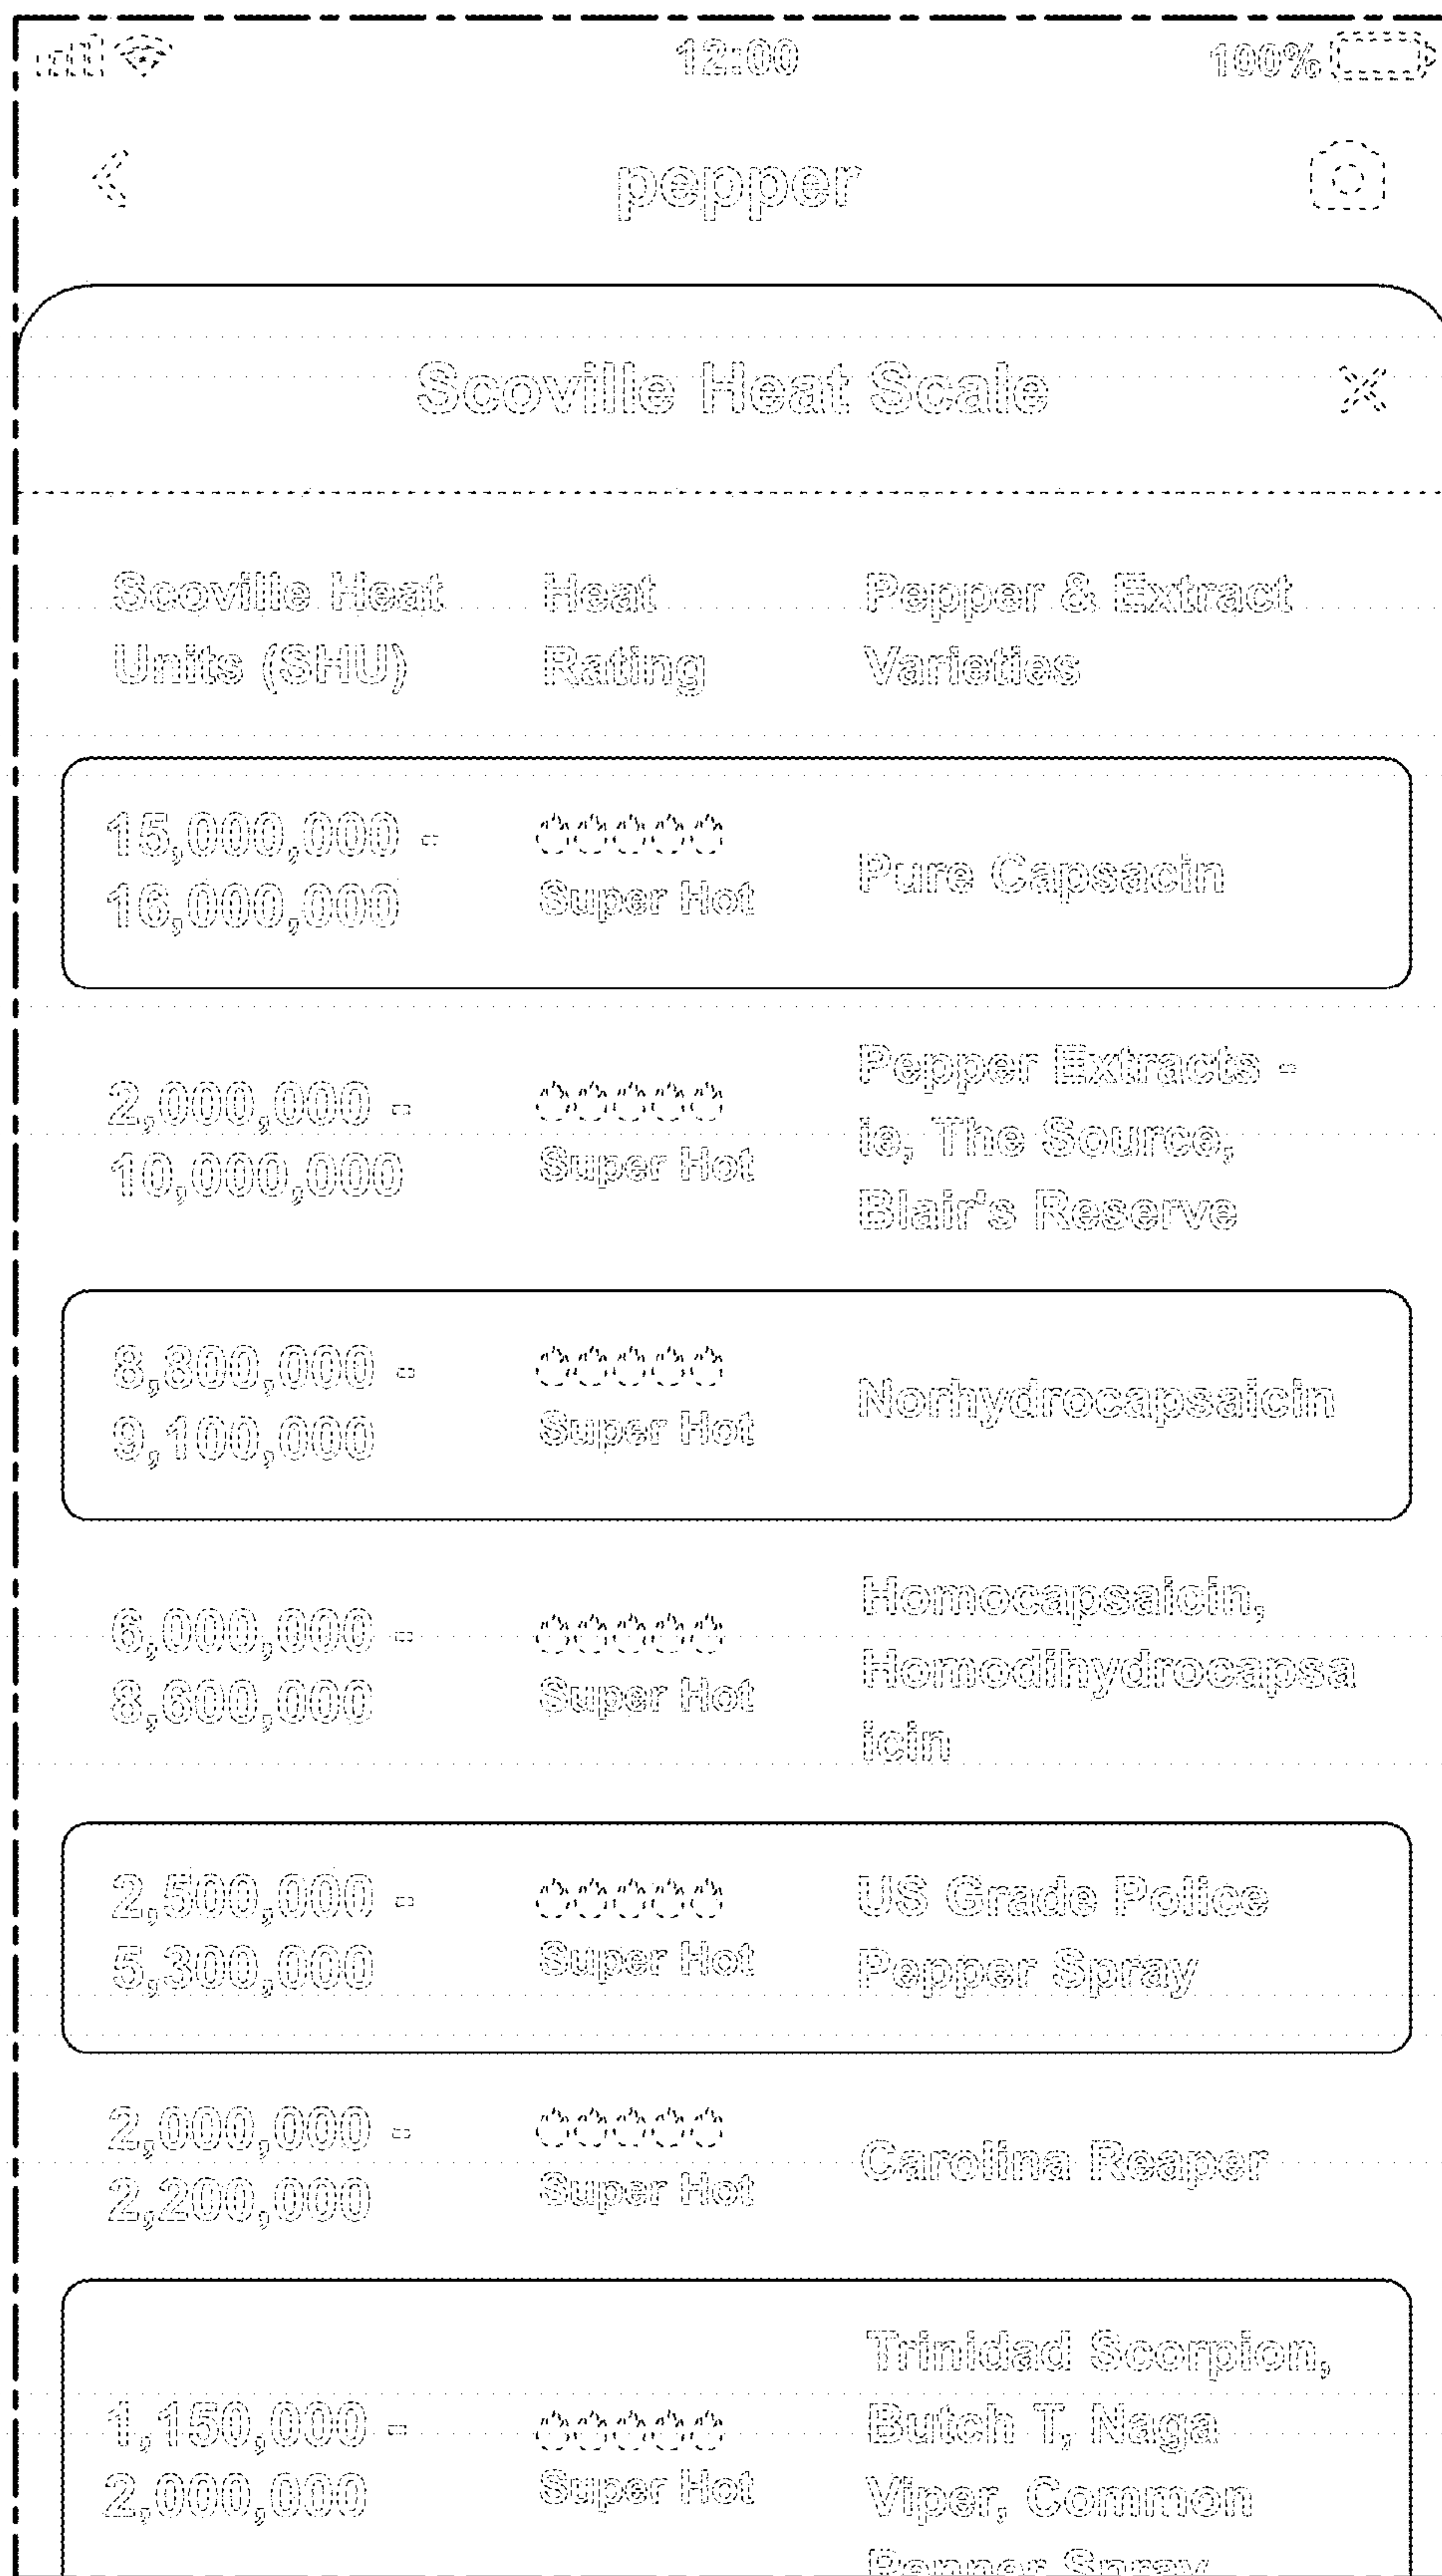 12:00
100%
pepper
Scoville Heat Scale
Scoville Heat
Units (SHU)
Heat
Rating
Pepper & Extract
Varieties
15,000,000 -
16,000,000
Super Hot
Pure Capsacin
2,000,000 -
10,000,000
Super Hot
Pepper Extracts -
ie, The Source,
Blair's Reserve
8,800,000 -
9,100,000
Super Hot
Norhydrocapsaicin
6,000,000 -
8,600,000
Super Hot
Homocapsaicin,
Homodihydrocapsa
icin
2,500,000 -
5,300,000
Super Hot
US Grade Police
Pepper Spray
2,000,000 -
2,200,000
Super Hot
Carolina Reaper
1,150,000 -
2,000,000
Super Hot
Trinidad Scorpion,
Butch T, Naga
Viper, Common
Pepper Spray